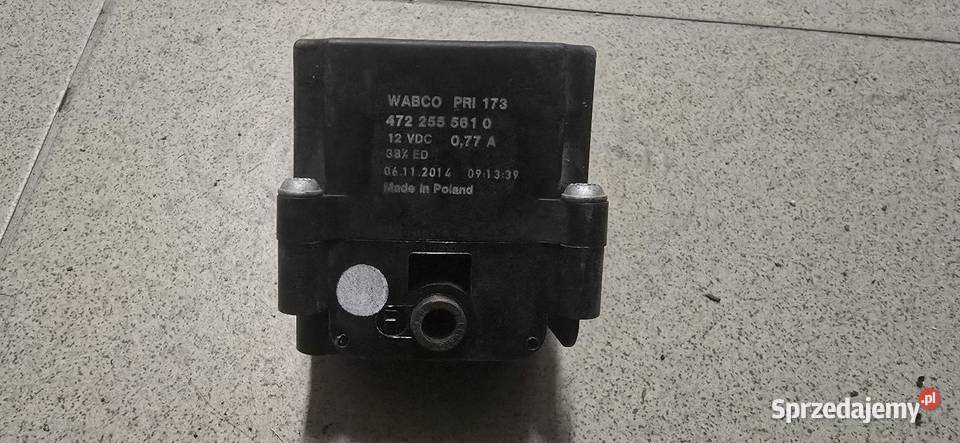 WABCO PRI 173
472 255 561 0
12 VDC 0,77 A
38% ED
06.11.2014 09:13:39
Made in Poland
Sprzedajemy.pl